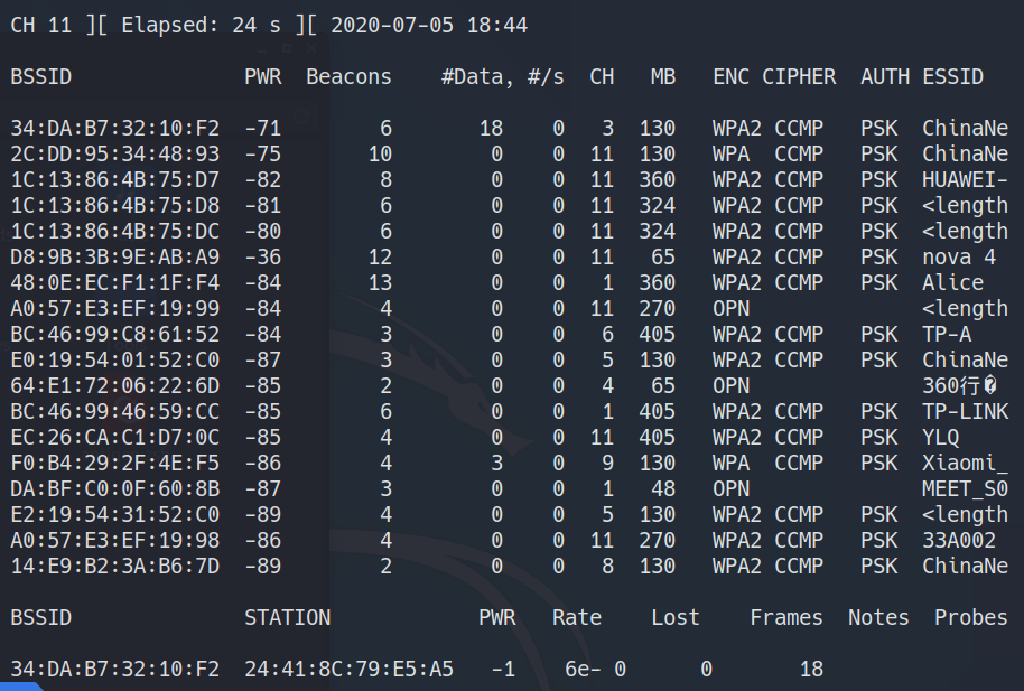 CH 11 ][ Elapsed: 24 s ][ 2020-07-05 18:44
BSSID PWR Beacons #Data, #/s CH MB ENC CIPHER AUTH ESSID
34:DA:B7:32:10:F2 -71 6 18 0 3 130 WPA2 CCMP PSK ChinaNe
2C:DD:95:34:48:93 -75 10 0 0 11 130 WPA CCMP PSK ChinaNe
1C:13:86:4B:75:D7 -82 8 0 0 11 360 WPA2 CCMP PSK HUAWEI-
1C:13:86:4B:75:D8 -81 6 0 0 11 324 WPA2 CCMP PSK <length
1C:13:86:4B:75:DC -80 6 0 0 11 324 WPA2 CCMP PSK <length
D8:9B:3B:9E:AB:A9 -36 12 0 0 11 65 WPA2 CCMP PSK nova 4
48:0E:EC:F1:1F:F4 -84 13 0 0 1 360 WPA2 CCMP PSK Alice
A0:57:E3:EF:19:99 -84 4 0 0 11 270 OPN <length
BC:46:99:C8:61:52 -84 3 0 0 6 405 WPA2 CCMP PSK TP-A
E0:19:54:01:52:C0 -87 3 0 0 5 130 WPA2 CCMP PSK ChinaNe
64:E1:72:06:22:6D -85 2 0 0 4 65 OPN 360行�
BC:46:99:46:59:CC -85 6 0 0 1 405 WPA2 CCMP PSK TP-LINK
EC:26:CA:C1:D7:0C -85 4 0 0 11 405 WPA2 CCMP PSK YLQ
F0:B4:29:2F:4E:F5 -86 4 3 0 9 130 WPA CCMP PSK Xiaomi_
DA:BF:C0:0F:60:8B -87 3 0 0 1 48 OPN MEET_S0
E2:19:54:31:52:C0 -89 4 0 0 5 130 WPA2 CCMP PSK <length
A0:57:E3:EF:19:98 -86 4 0 0 11 270 WPA2 CCMP PSK 33A002
14:E9:B2:3A:B6:7D -89 2 0 0 8 130 WPA2 CCMP PSK ChinaNe
BSSID STATION PWR Rate Lost Frames Notes Probes
34:DA:B7:32:10:F2 24:41:8C:79:E5:A5 -1 6e- 0 0 18